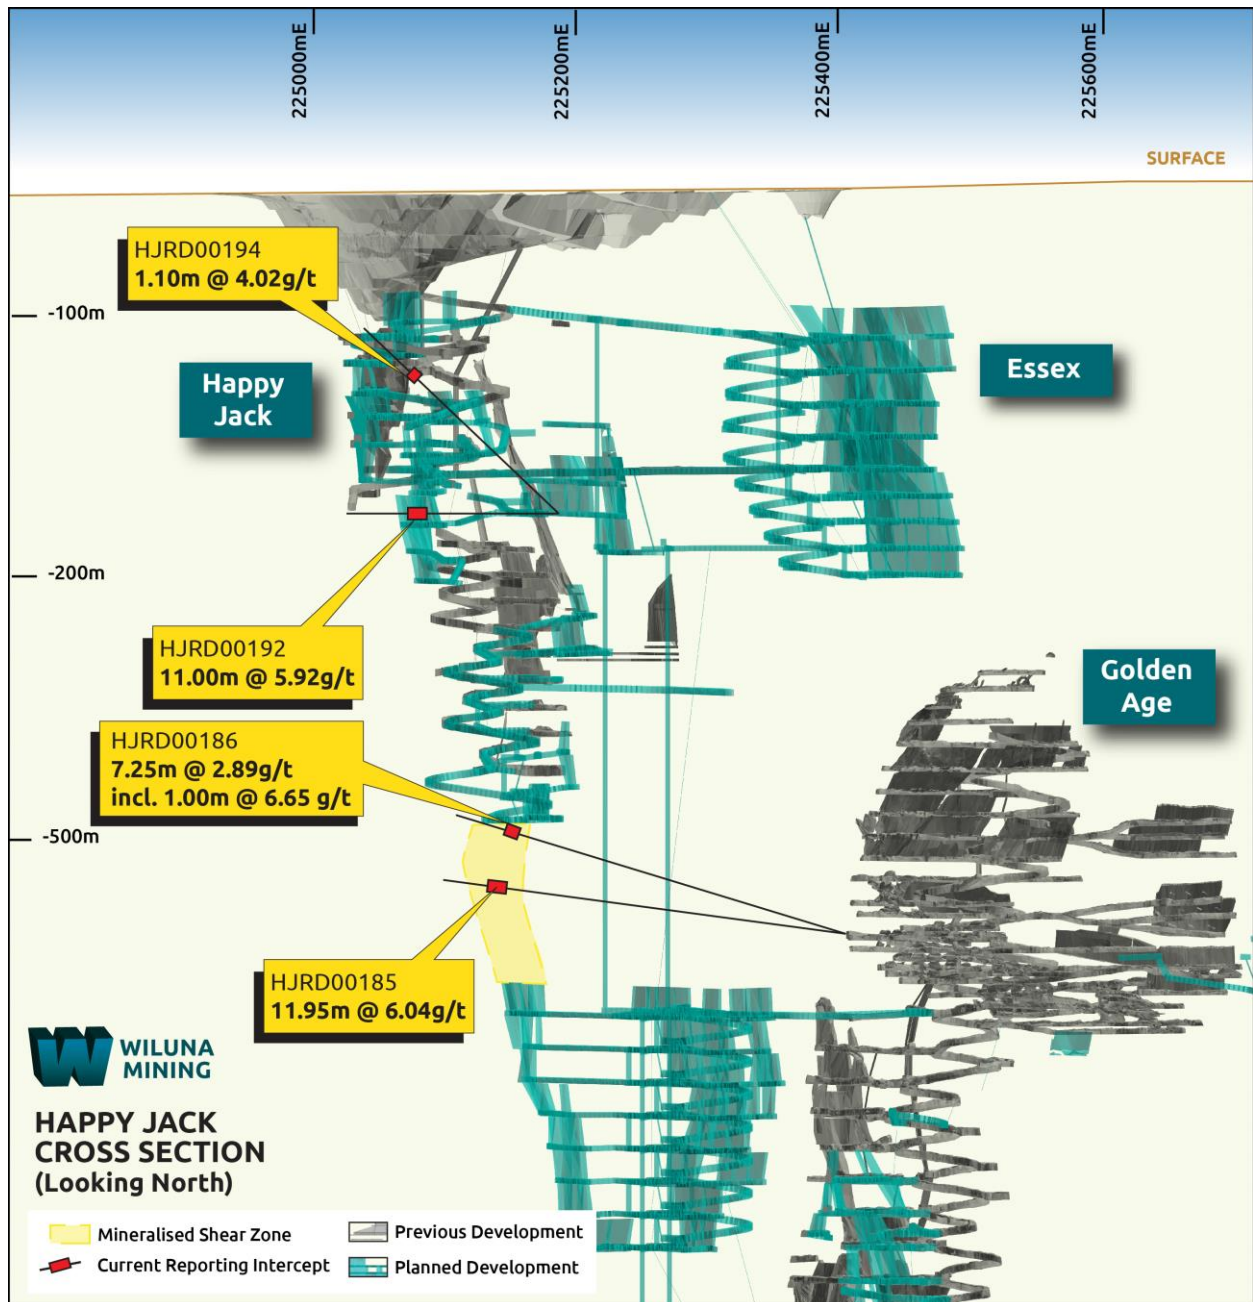 225000mE
225200mE
225400mE
225600mE
SURFACE
HJRD00194
1.10m @ 4.02g/t
-100m
Happy
Jack
Essex
-200m
HJRD00192
11.00m @ 5.92g/t
Golden
Age
HJRD00186
7.25m @ 2.89g/t
incl. 1.00m @ 6.65 g/t
-500m
HJRD00185
11.95m @ 6.04g/t
WILUNA
MINING
HAPPY JACK
CROSS SECTION
(Looking North)
Mineralised Shear Zone
Previous Development
Current Reporting Intercept
Planned Development